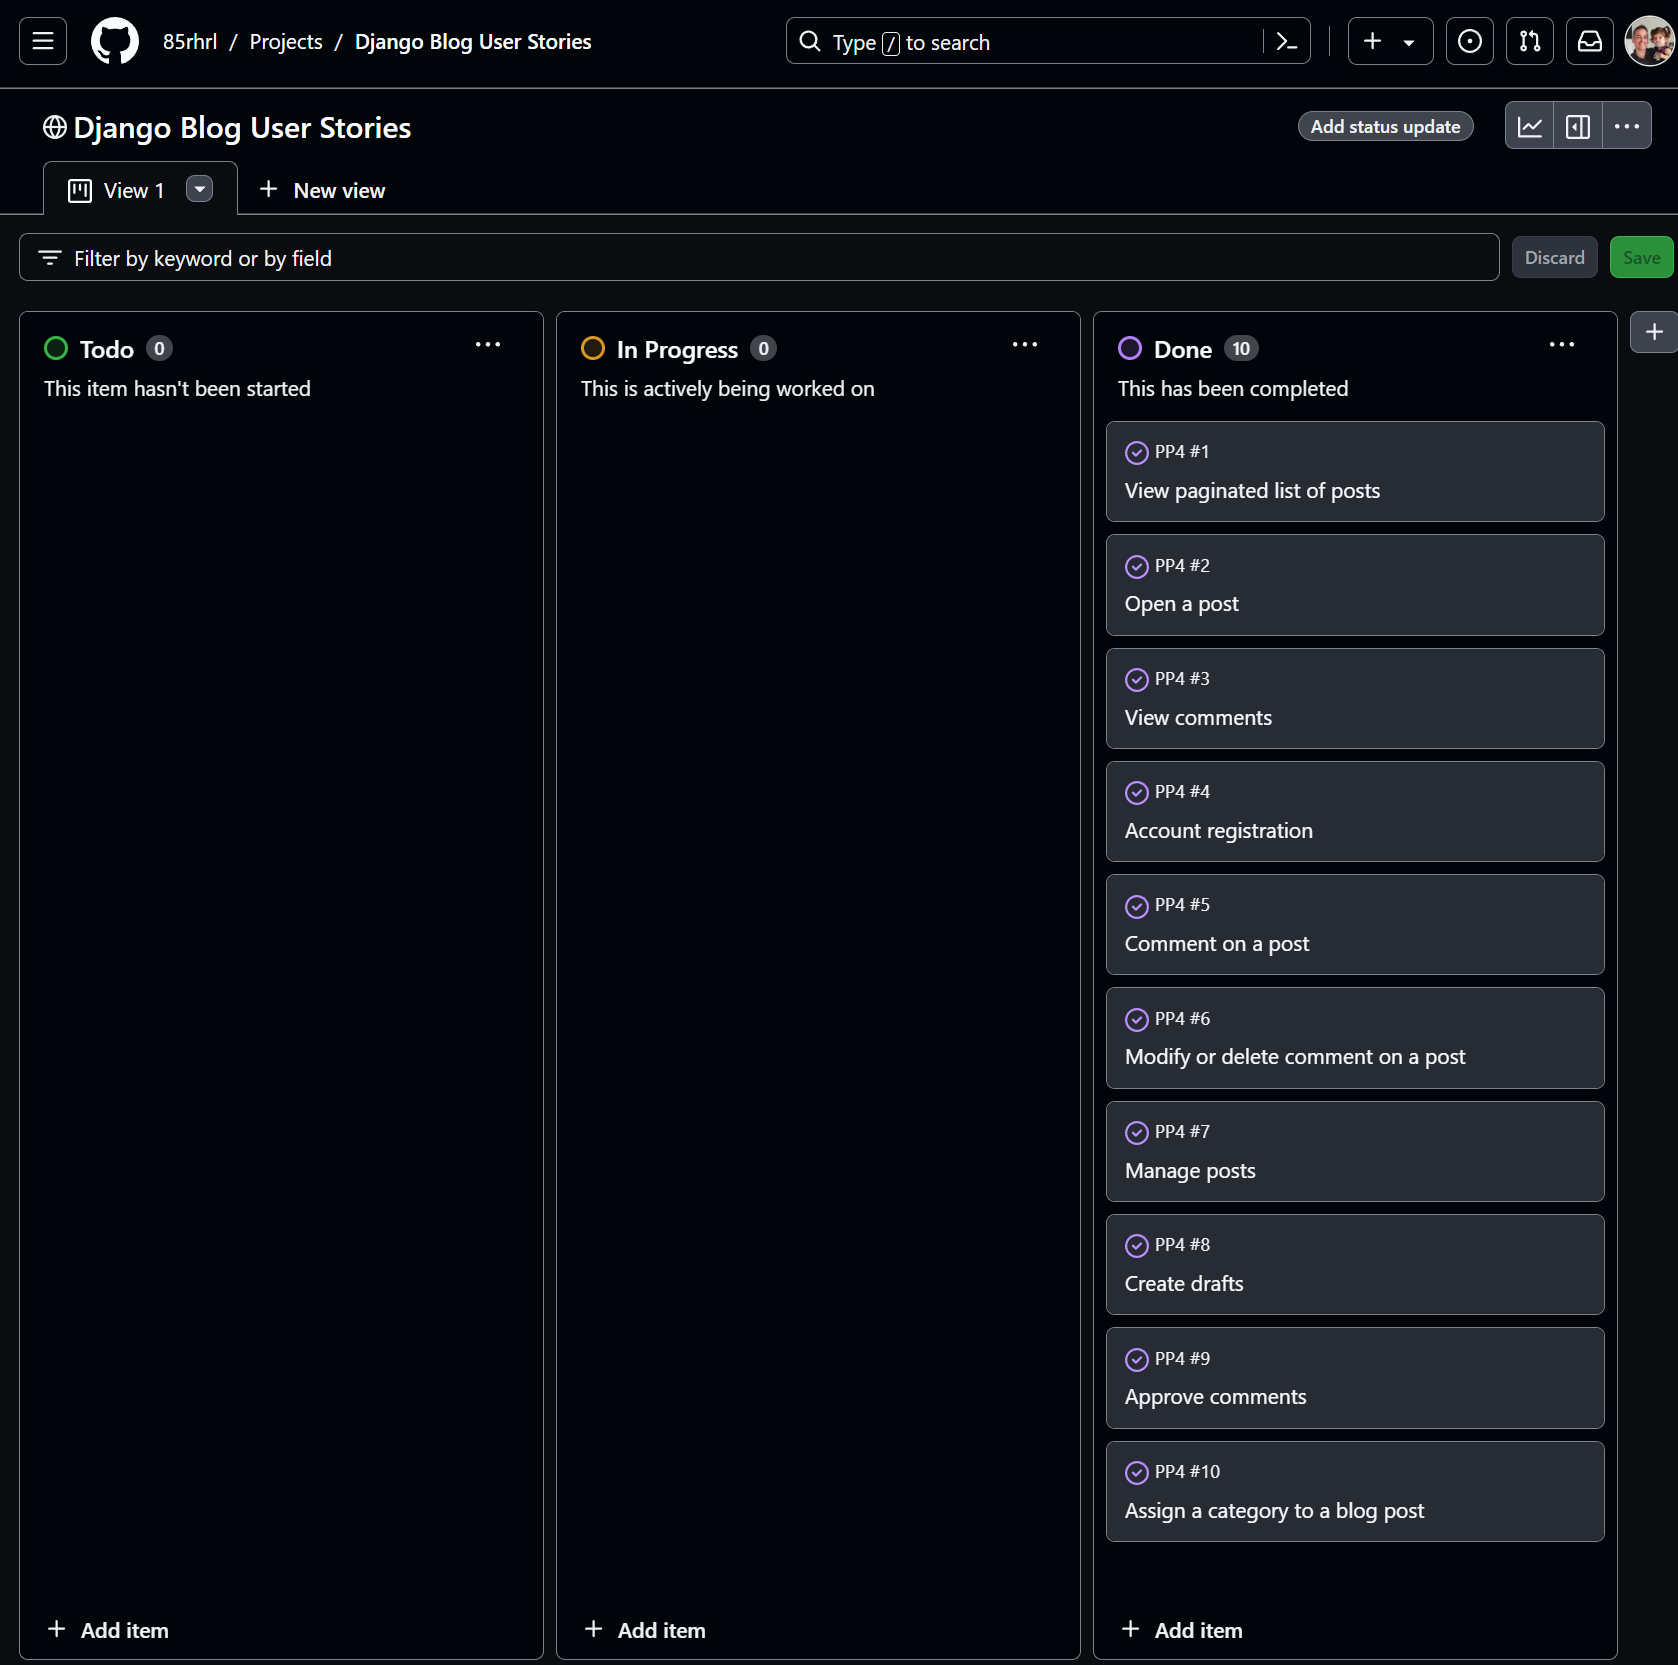 85rhrl / Projects / Django Blog User Stories
Type / to search
Django Blog User Stories
Add status update
View 1
New view
Filter by keyword or by field
Discard
Save
Todo 0
This item hasn't been started
Add item
In Progress 0
This is actively being worked on
Add item
Done 10
This has been completed
PP4 #1
View paginated list of posts
PP4 #2
Open a post
PP4 #3
View comments
PP4 #4
Account registration
PP4 #5
Comment on a post
PP4 #6
Modify or delete comment on a post
PP4 #7
Manage posts
PP4 #8
Create drafts
PP4 #9
Approve comments
PP4 #10
Assign a category to a blog post
Add item